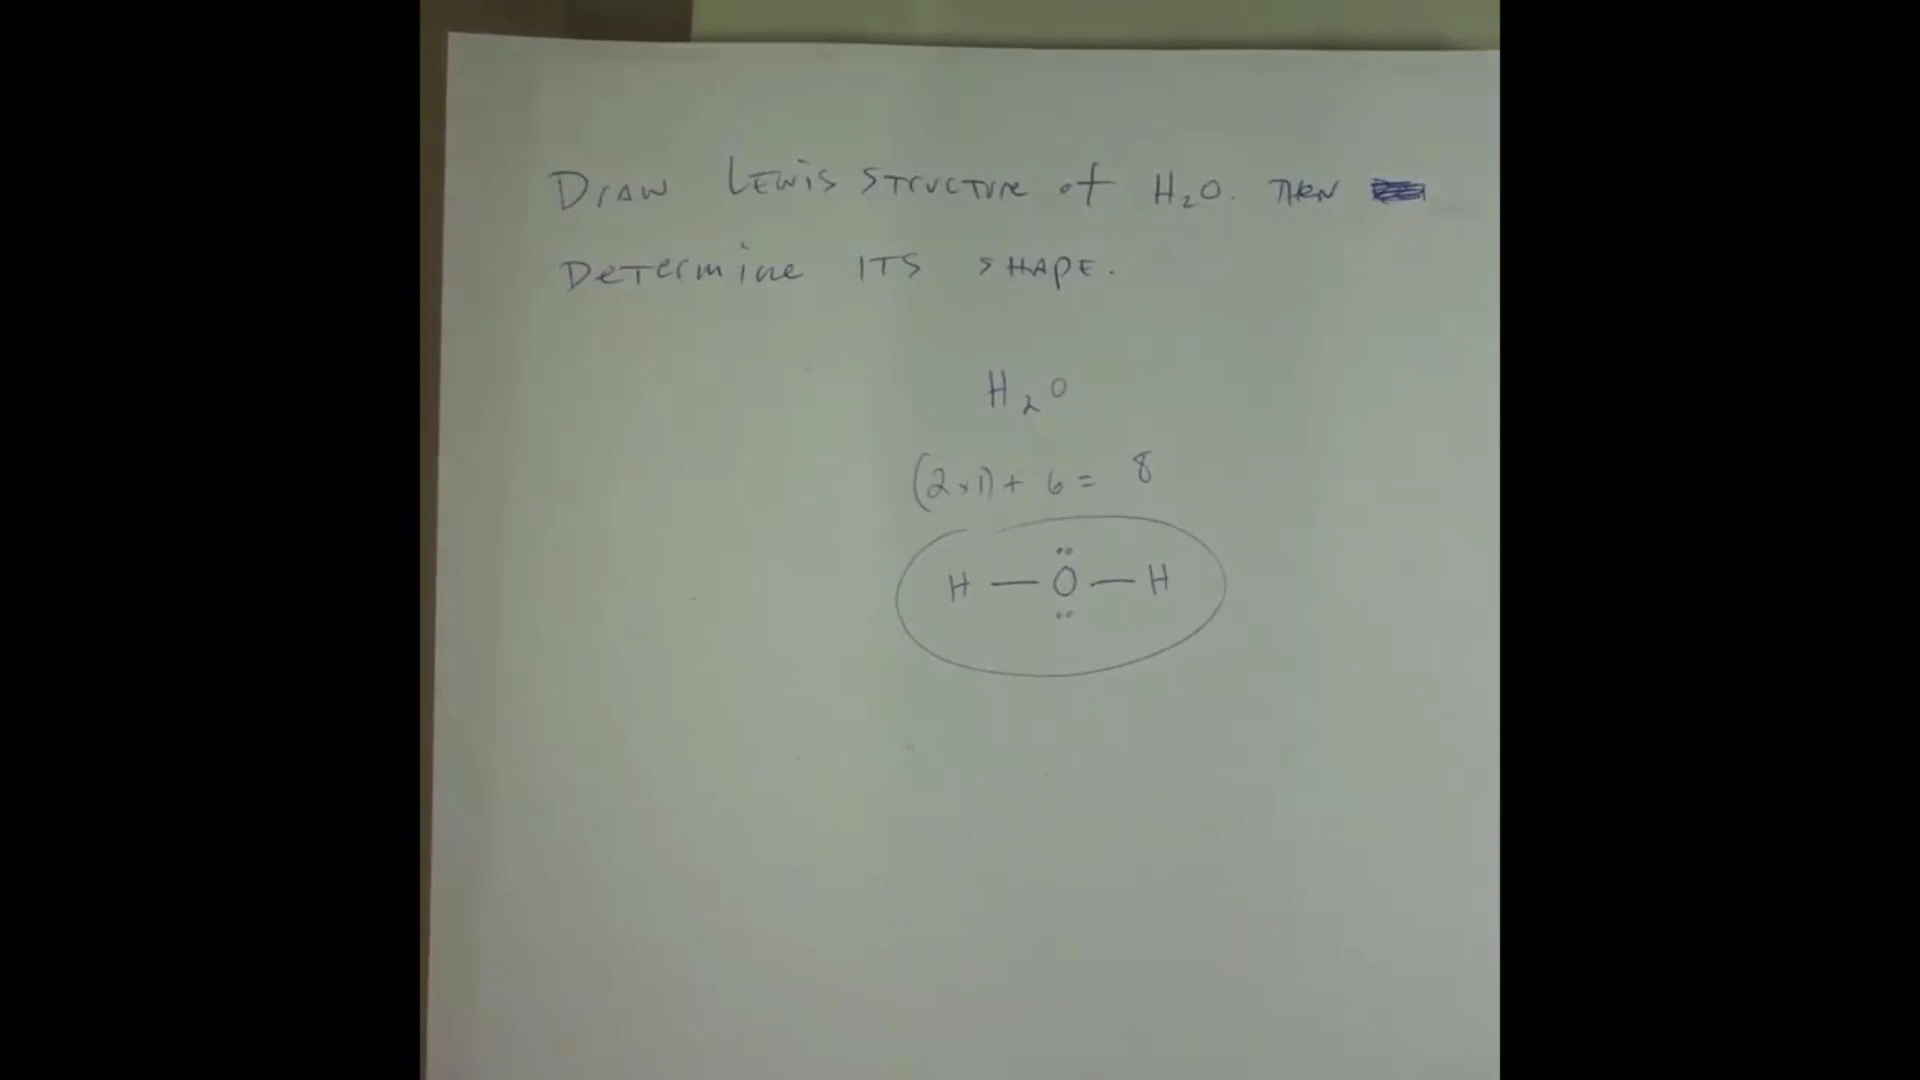 Draw Lewis structure of H₂O. Then
Determine its shape.
H₂O
(2x1) + 6 = 8
H — Ö — H